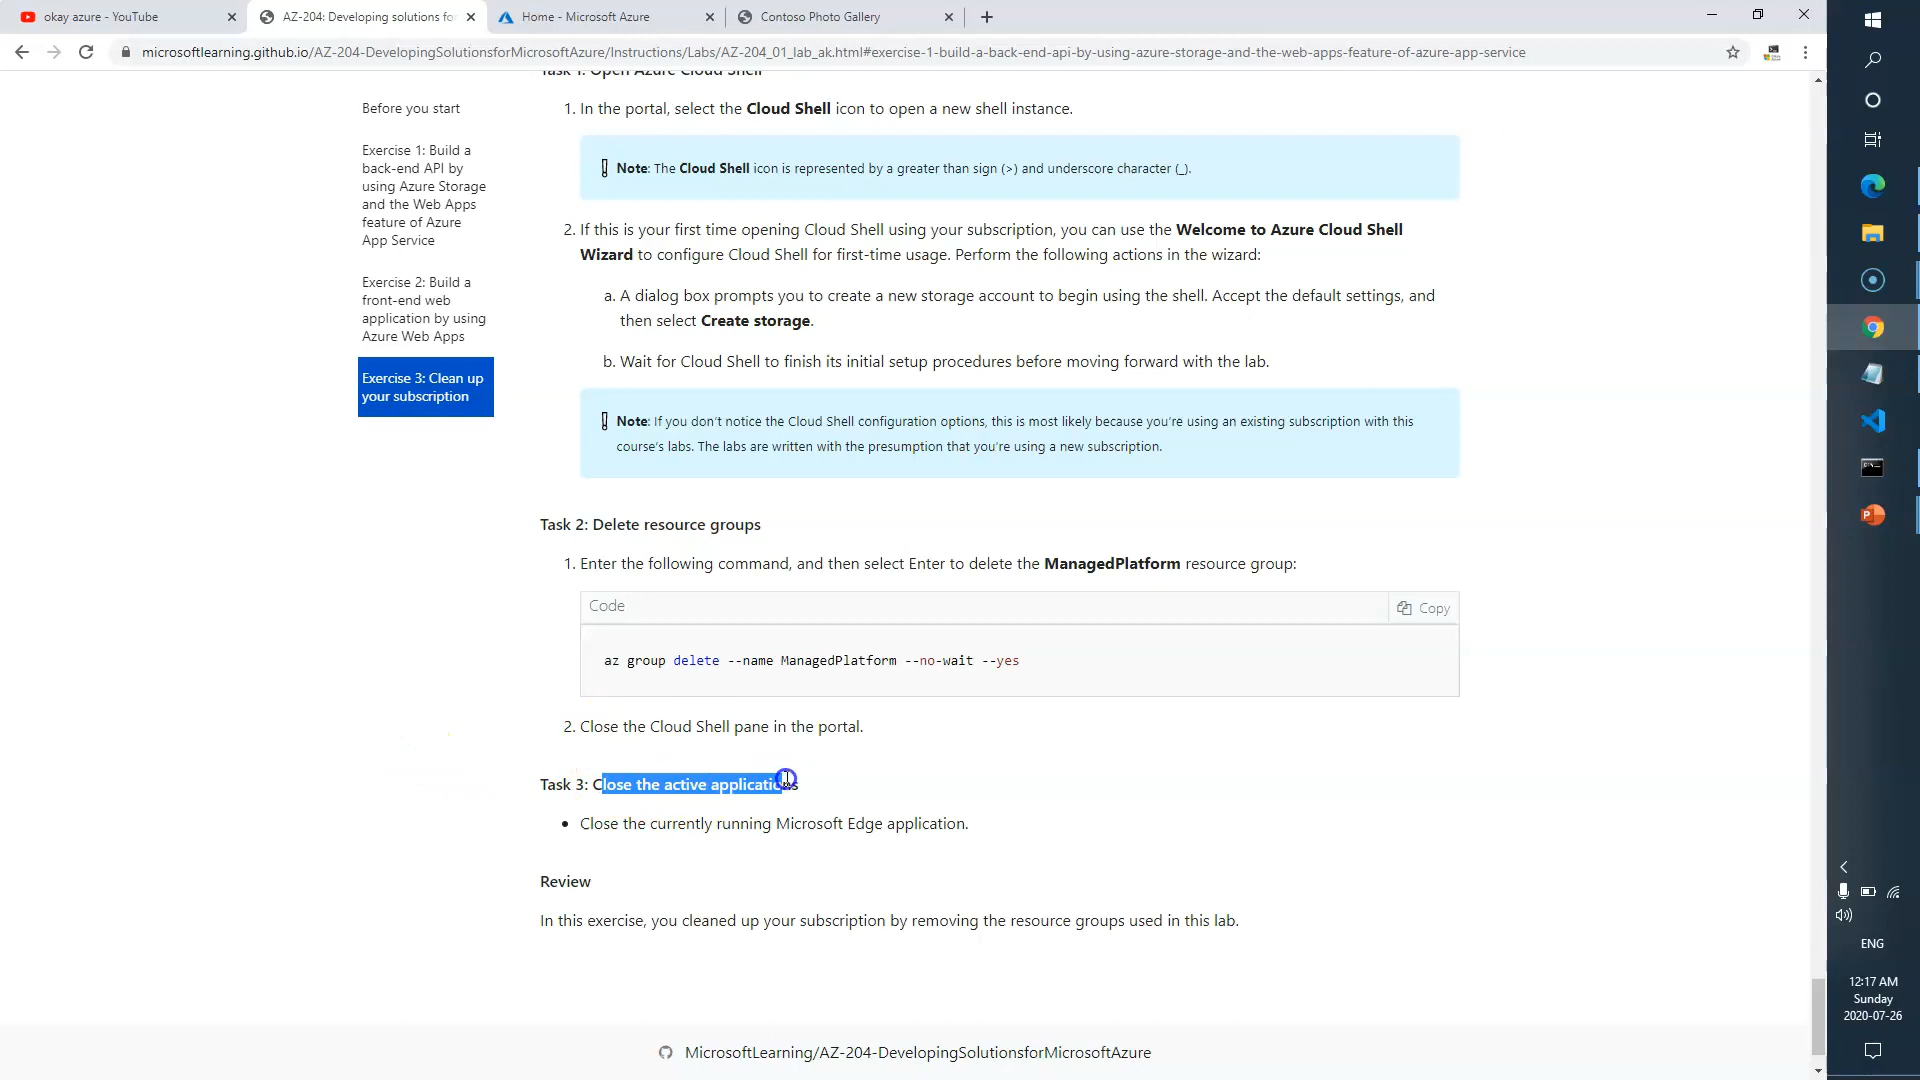 okay azure - YouTube
AZ-204: Developing solutions for
Home - Microsoft Azure
Contoso Photo Gallery
microsoftlearning.github.io/AZ-204-DevelopingSolutionsforMicrosoftAzure/Instructions/Labs/AZ-204_01_lab_ak.html#exercise-1-build-a-back-end-api-by-using-azure-storage-and-the-web-apps-feature-of-azure-app-service
Before you start
Exercise 1: Build a
back-end API by
using Azure Storage
and the Web Apps
feature of Azure
App Service
Exercise 2: Build a
front-end web
application by using
Azure Web Apps
Exercise 3: Clean up
your subscription
Task 1: Open Azure Cloud Shell
1. In the portal, select the Cloud Shell icon to open a new shell instance.
Note: The Cloud Shell icon is represented by a greater than sign (>) and underscore character (_).
2. If this is your first time opening Cloud Shell using your subscription, you can use the Welcome to Azure Cloud Shell
Wizard to configure Cloud Shell for first-time usage. Perform the following actions in the wizard:
a. A dialog box prompts you to create a new storage account to begin using the shell. Accept the default settings, and
then select Create storage.
b. Wait for Cloud Shell to finish its initial setup procedures before moving forward with the lab.
Note: If you don't notice the Cloud Shell configuration options, this is most likely because you're using an existing subscription with this
course's labs. The labs are written with the presumption that you're using a new subscription.
Task 2: Delete resource groups
1. Enter the following command, and then select Enter to delete the ManagedPlatform resource group:
Code
Copy
az group delete --name ManagedPlatform --no-wait --yes
2. Close the Cloud Shell pane in the portal.
Task 3: Close the active applications
• Close the currently running Microsoft Edge application.
Review
In this exercise, you cleaned up your subscription by removing the resource groups used in this lab.
MicrosoftLearning/AZ-204-DevelopingSolutionsforMicrosoftAzure
ENG
12:17 AM
Sunday
2020-07-26